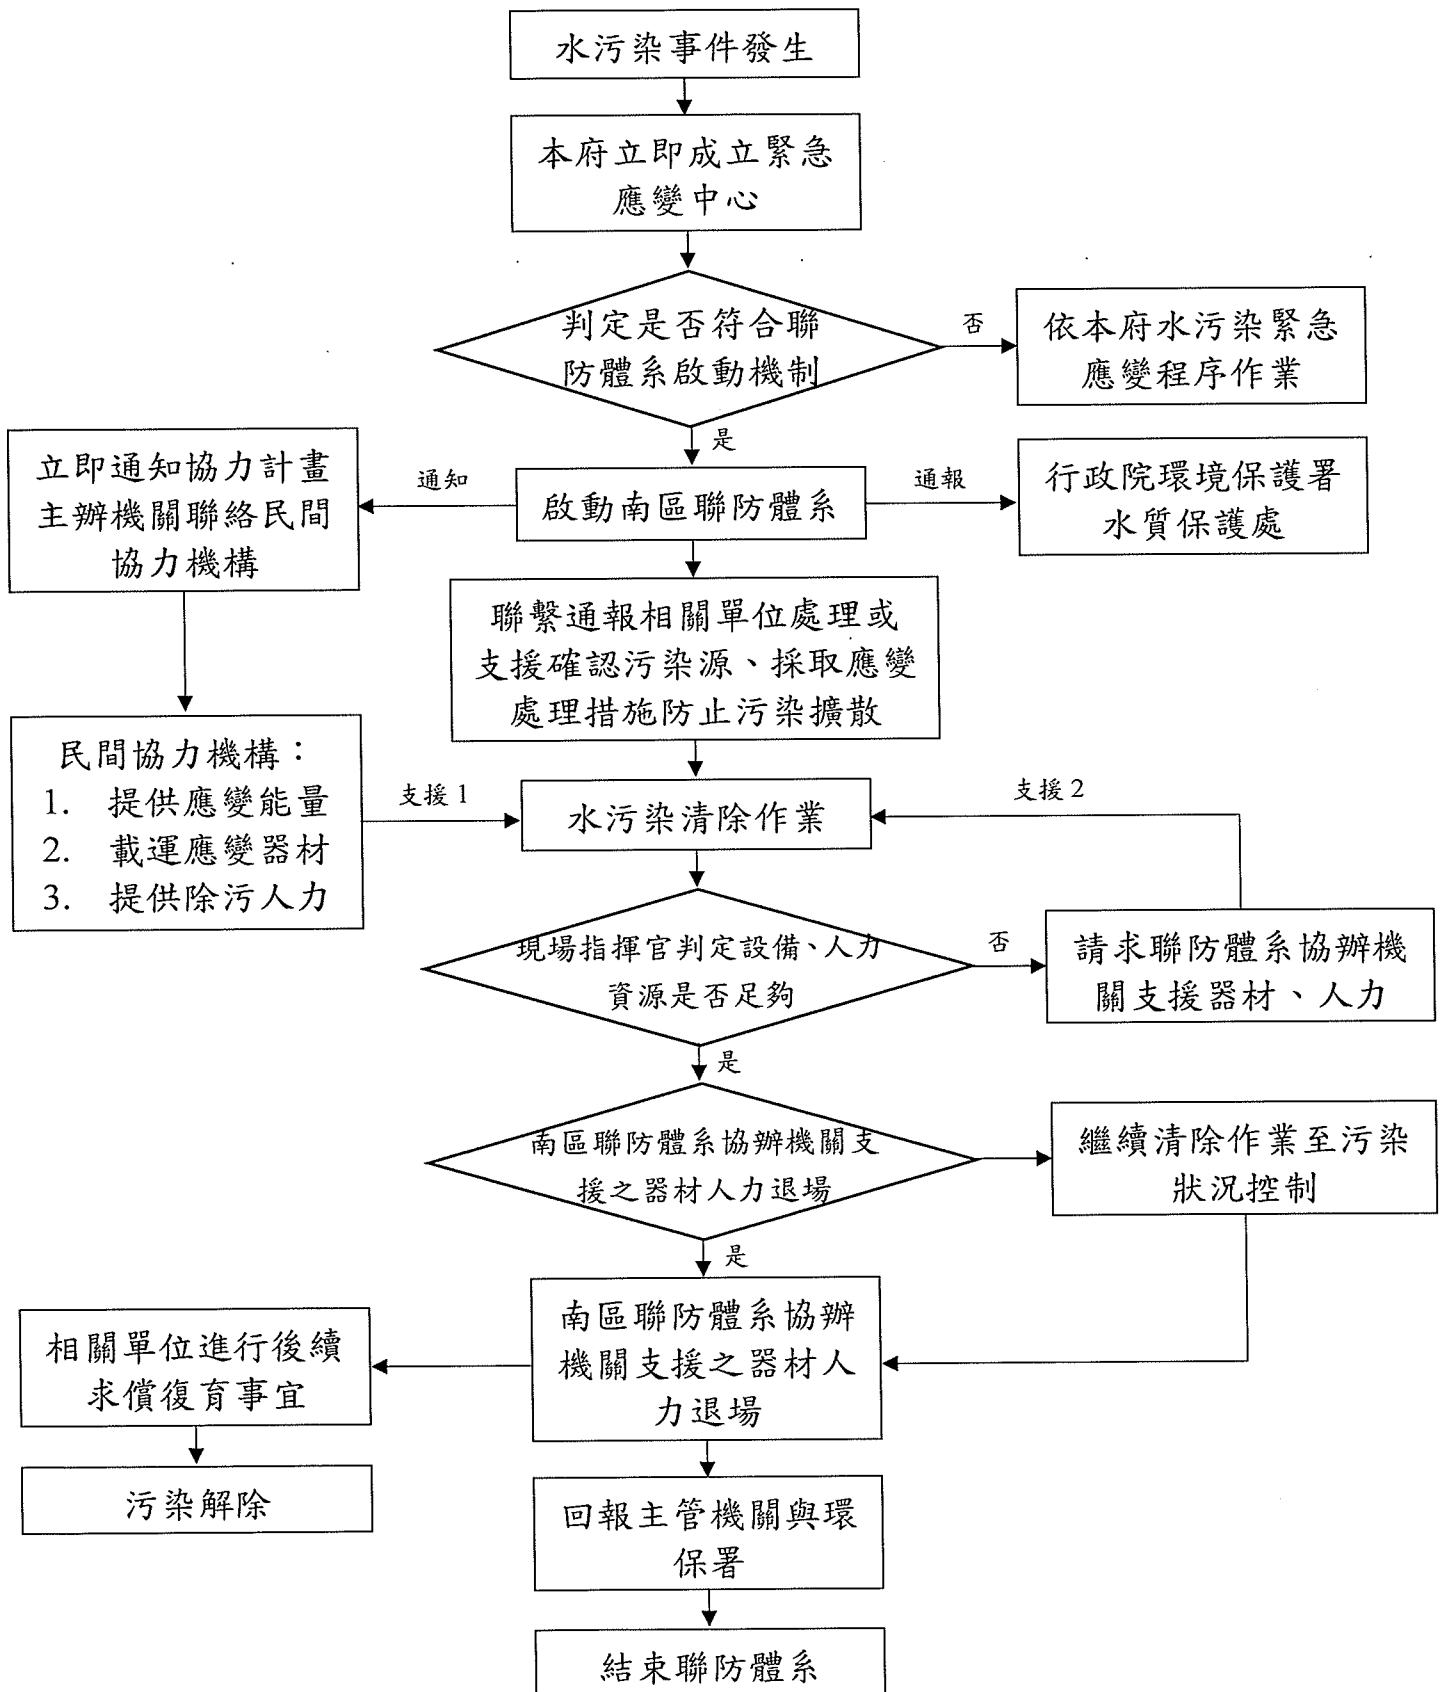 水污染事件發生
本府立即成立緊急
應變中心
判定是否符合聯
防體系啟動機制
否
依本府水污染緊急
應變程序作業
是
立即通知協力計畫
主辦機關聯絡民間
協力機構
通知
啟動南區聯防體系
通報
行政院環境保護署
水質保護處
聯繫通報相關單位處理或
支援確認污染源、採取應變
處理措施防止污染擴散
民間協力機構：
1. 提供應變能量
2. 載運應變器材
3. 提供除污人力
支援 1
水污染清除作業
支援 2
現場指揮官判定設備、人力
資源是否足夠
否
請求聯防體系協辦機
關支援器材、人力
是
南區聯防體系協辦機關支
援之器材人力退場
繼續清除作業至污染
狀況控制
是
南區聯防體系協辦
機關支援之器材人
力退場
相關單位進行後續
求償復育事宜
污染解除
回報主管機關與環
保署
結束聯防體系